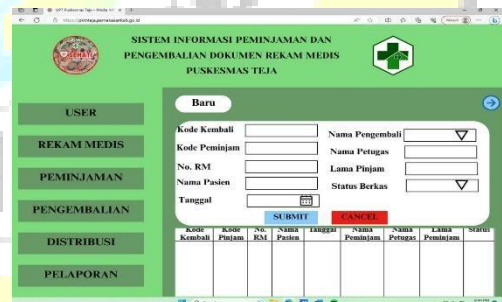 SISTEM INFORMASI PEMINJAMAN DAN
PENGEMBALIAN DOKUMEN REKAM MEDIS
PUSKESMAS TEJA
USER
REKAM MEDIS
PEMINJAMAN
PENGEMBALIAN
DISTRIBUSI
PELAPORAN
Baru
Kode Kembali
Kode Peminjam
No. RM
Nama Pasien
Tanggal
Nama Pengembali
Nama Petugas
Lama Pinjam
Status Berkas
SUBMIT
CANCEL
Kode Kembali
Kode Pinjam
No. RM
Nama Pasien
Tanggal
Nama Peminjam
Nama Petugas
Lama Peminjam
Status